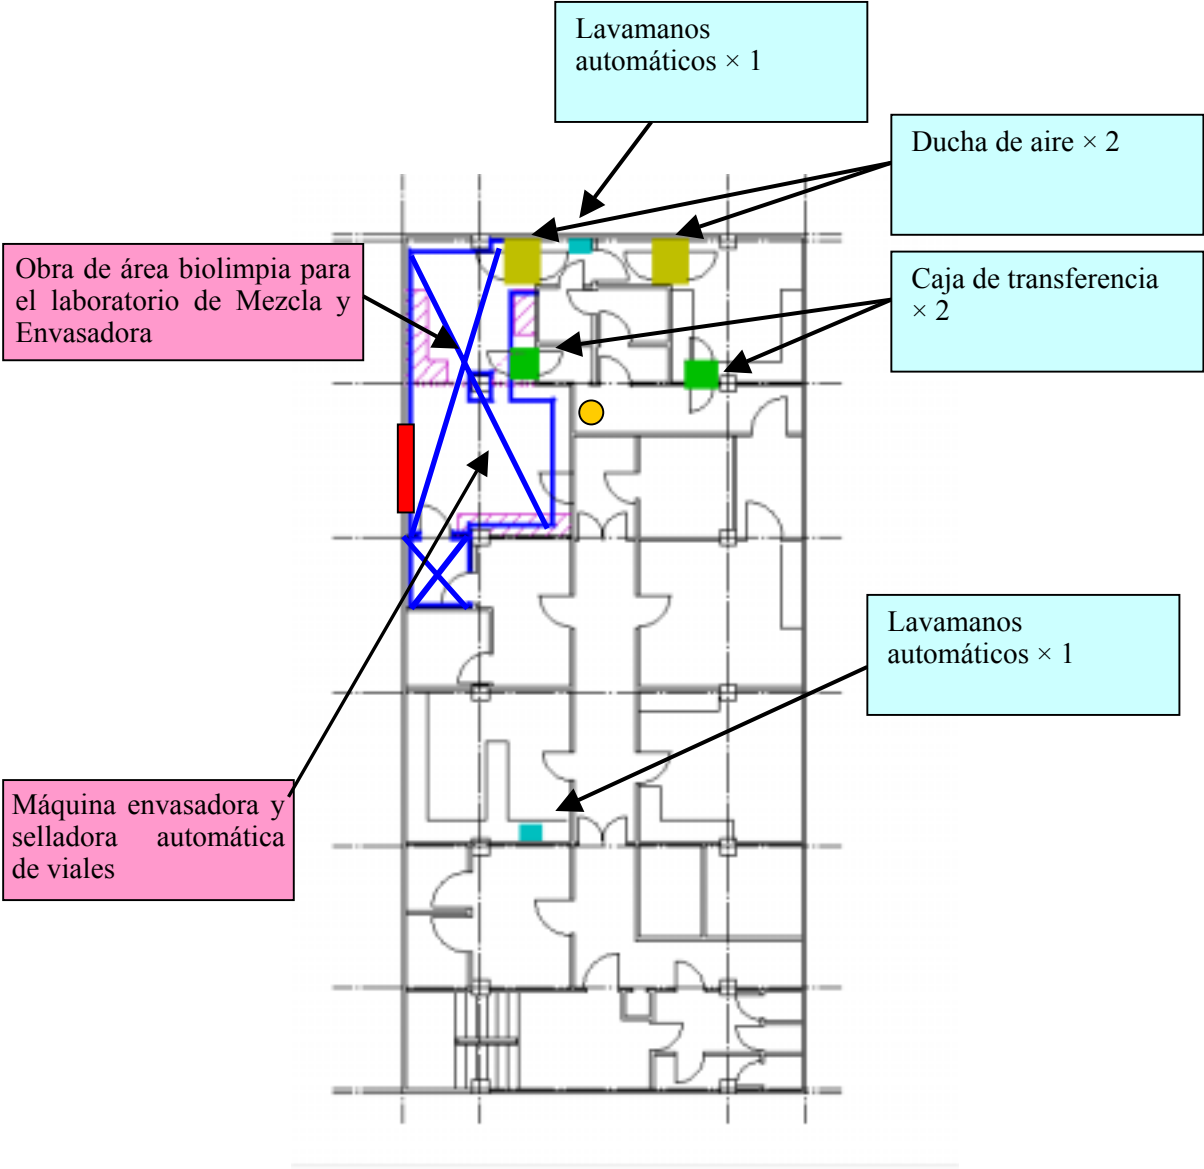 Lavamanos
automáticos × 1
Ducha de aire × 2
Obra de área biolimpia para
el laboratorio de Mezcla y
Envasadora
Caja de transferencia
× 2
Lavamanos
automáticos × 1
Máquina envasadora y
selladora automática
de viales